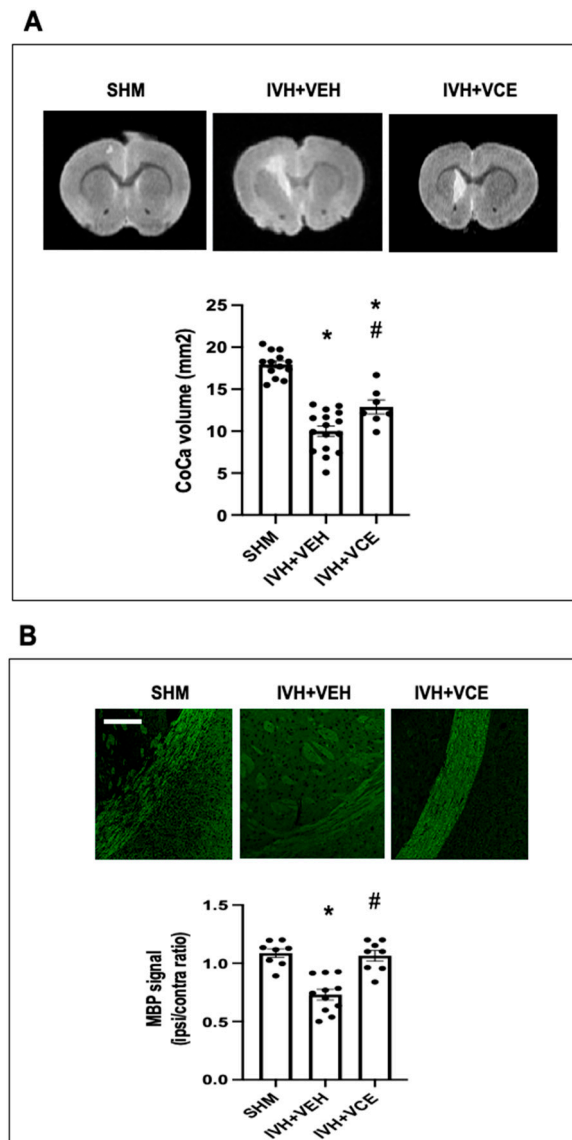 A
SHM IVH+VEH IVH+VCE
*
* #
CoCa volume (mm2)
25
20
15
10
5
0
SHM
IVH+VEH
IVH+VCE
B
SHM IVH+VEH IVH+VCE
*
#
MBP signal
(ipsi/contra ratio)
1.5
1.0
0.5
0.0
SHM
IVH+VEH
IVH+VCE